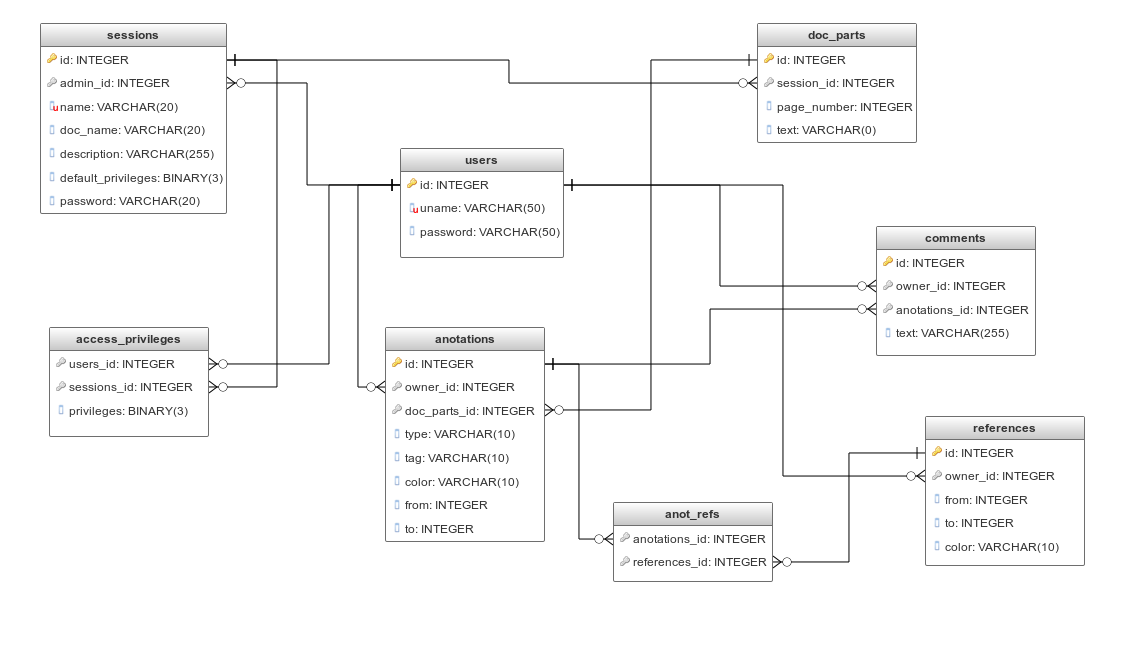 sessions
id: INTEGER
admin_id: INTEGER
name: VARCHAR(20)
doc_name: VARCHAR(20)
description: VARCHAR(255)
default_privileges: BINARY(3)
password: VARCHAR(20)
doc_parts
id: INTEGER
session_id: INTEGER
page_number: INTEGER
text: VARCHAR(0)
users
id: INTEGER
uname: VARCHAR(50)
password: VARCHAR(50)
comments
id: INTEGER
owner_id: INTEGER
anotations_id: INTEGER
text: VARCHAR(255)
access_privileges
users_id: INTEGER
sessions_id: INTEGER
privileges: BINARY(3)
anotations
id: INTEGER
owner_id: INTEGER
doc_parts_id: INTEGER
type: VARCHAR(10)
tag: VARCHAR(10)
color: VARCHAR(10)
from: INTEGER
to: INTEGER
references
id: INTEGER
owner_id: INTEGER
from: INTEGER
to: INTEGER
color: VARCHAR(10)
anot_refs
anotations_id: INTEGER
references_id: INTEGER